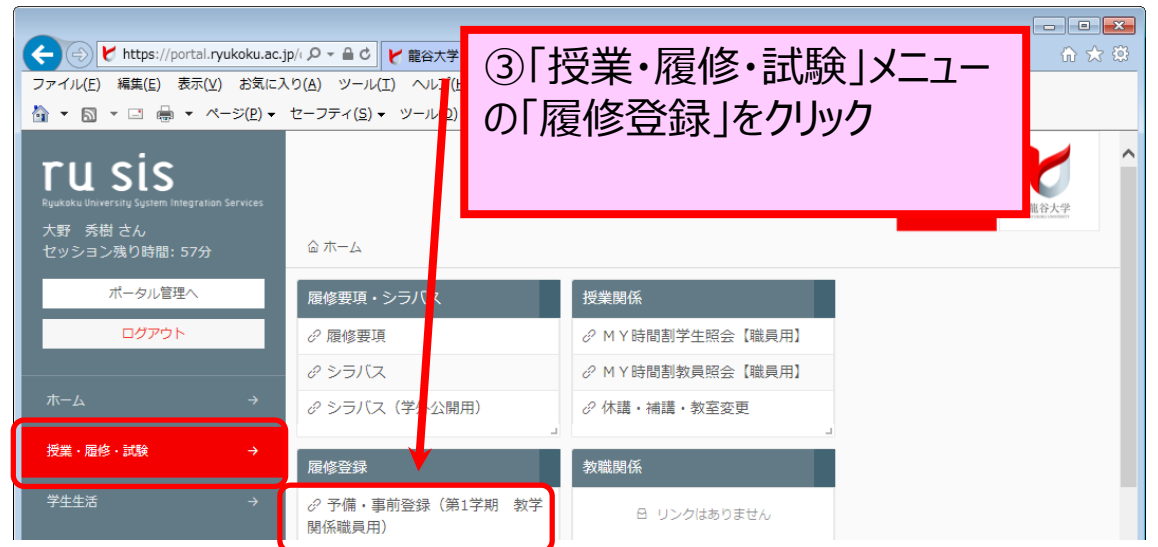 ③「授業・履修・試験」メニュー
の「履修登録」をクリック
https://portal.ryukoku.ac.jp/
龍谷大学
ファイル(F) 編集(E) 表示(V) お気に入り(A) ツール(T) ヘルプ(H
ページ(P) セーフティ(S) ツール(O)
ru sis
Ryukoku University System Integration Services
大野 秀樹 さん
セッション残り時間: 57分
ポータル管理へ
ログアウト
ホーム
授業・履修・試験
学生生活
龍谷大学
ホーム
履修要項・シラバス
履修要項
シラバス
シラバス（学外公開用）
授業関係
ＭＹ時間割学生照会【職員用】
ＭＹ時間割教員照会【職員用】
休講・補講・教室変更
履修登録
予備・事前登録（第1学期 教学
関係職員用）
教職関係
リンクはありません